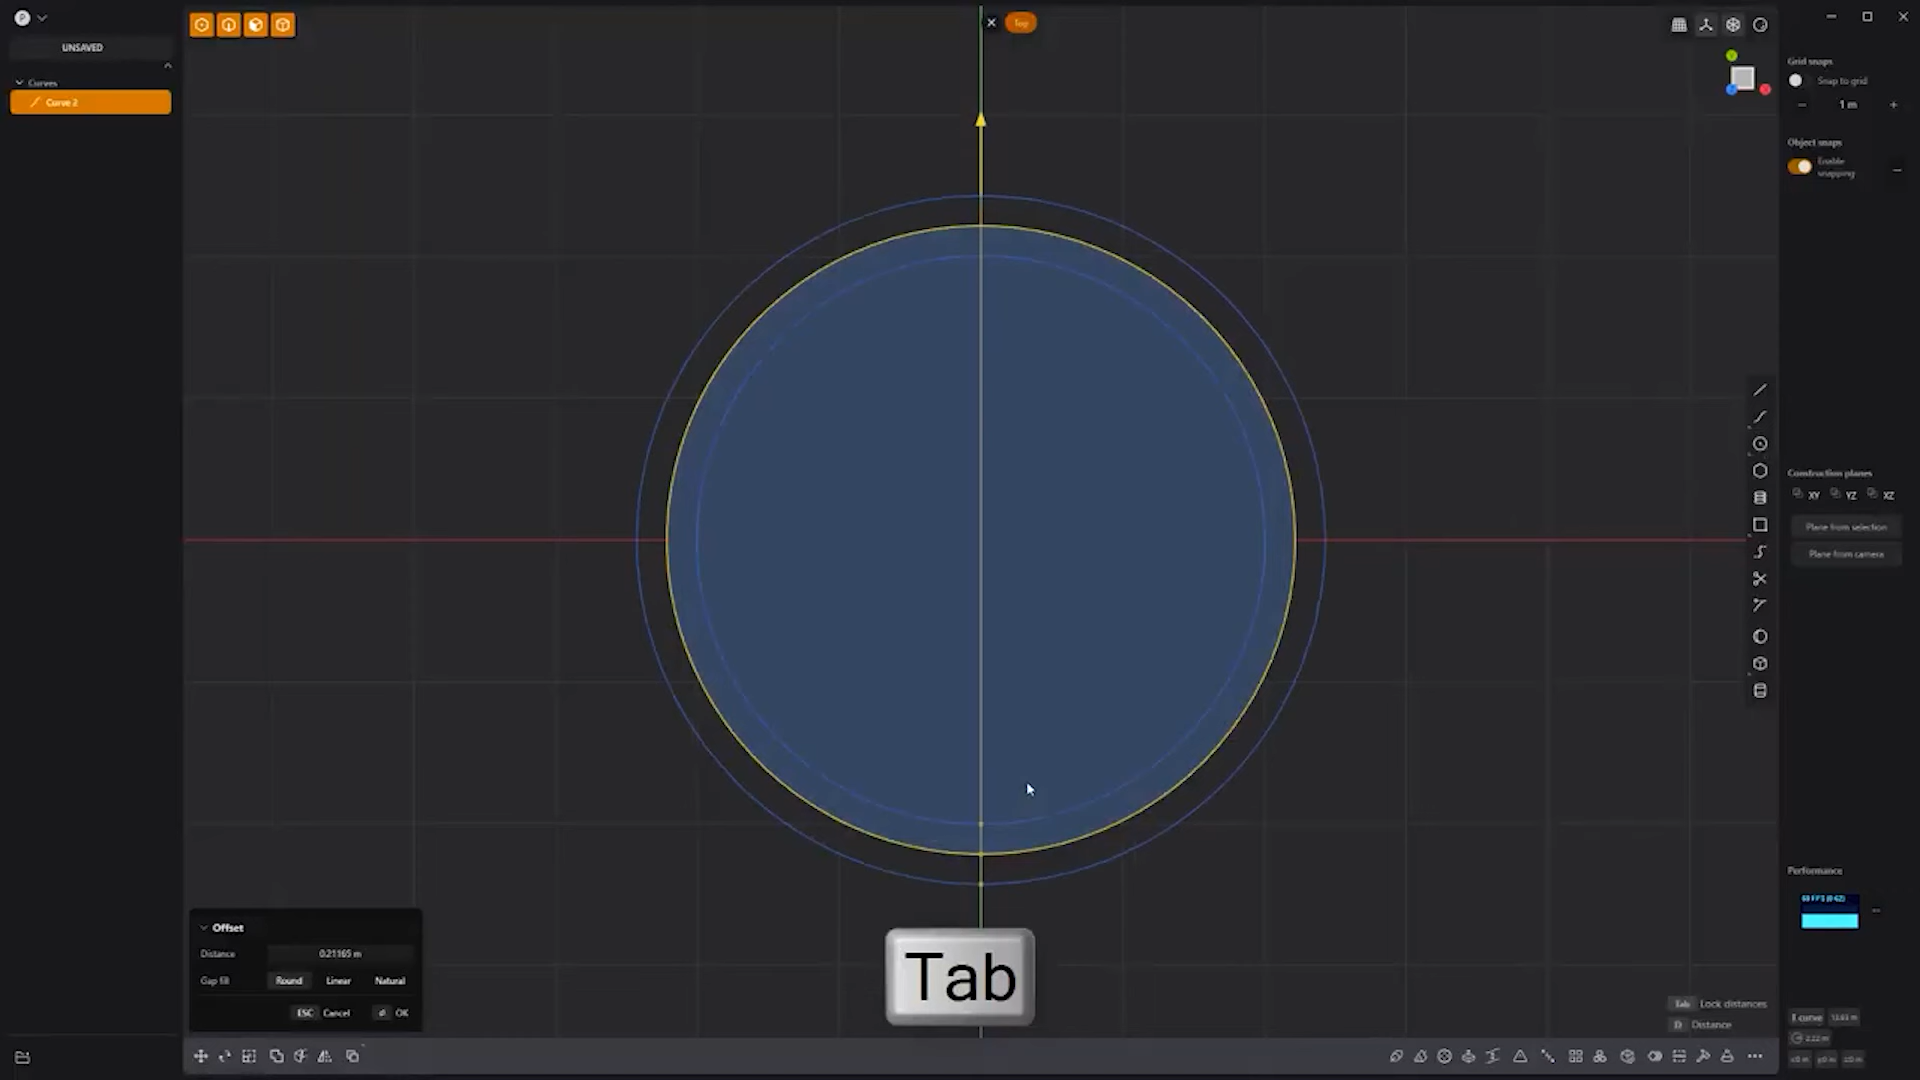 P
UNSAVED
Curves
Curve 2
Top
Grid snaps
Snap to grid
1 m
Object snaps
Enable snapping
Construction planes
XY YZ XZ
Plane from selection
Plane from camera
Performance
Offset
Distance 0.21165 m
Gap fill Round Linear Natural
ESC Cancel OK
Tab
Tab Lock distances
D Distance
1 curve